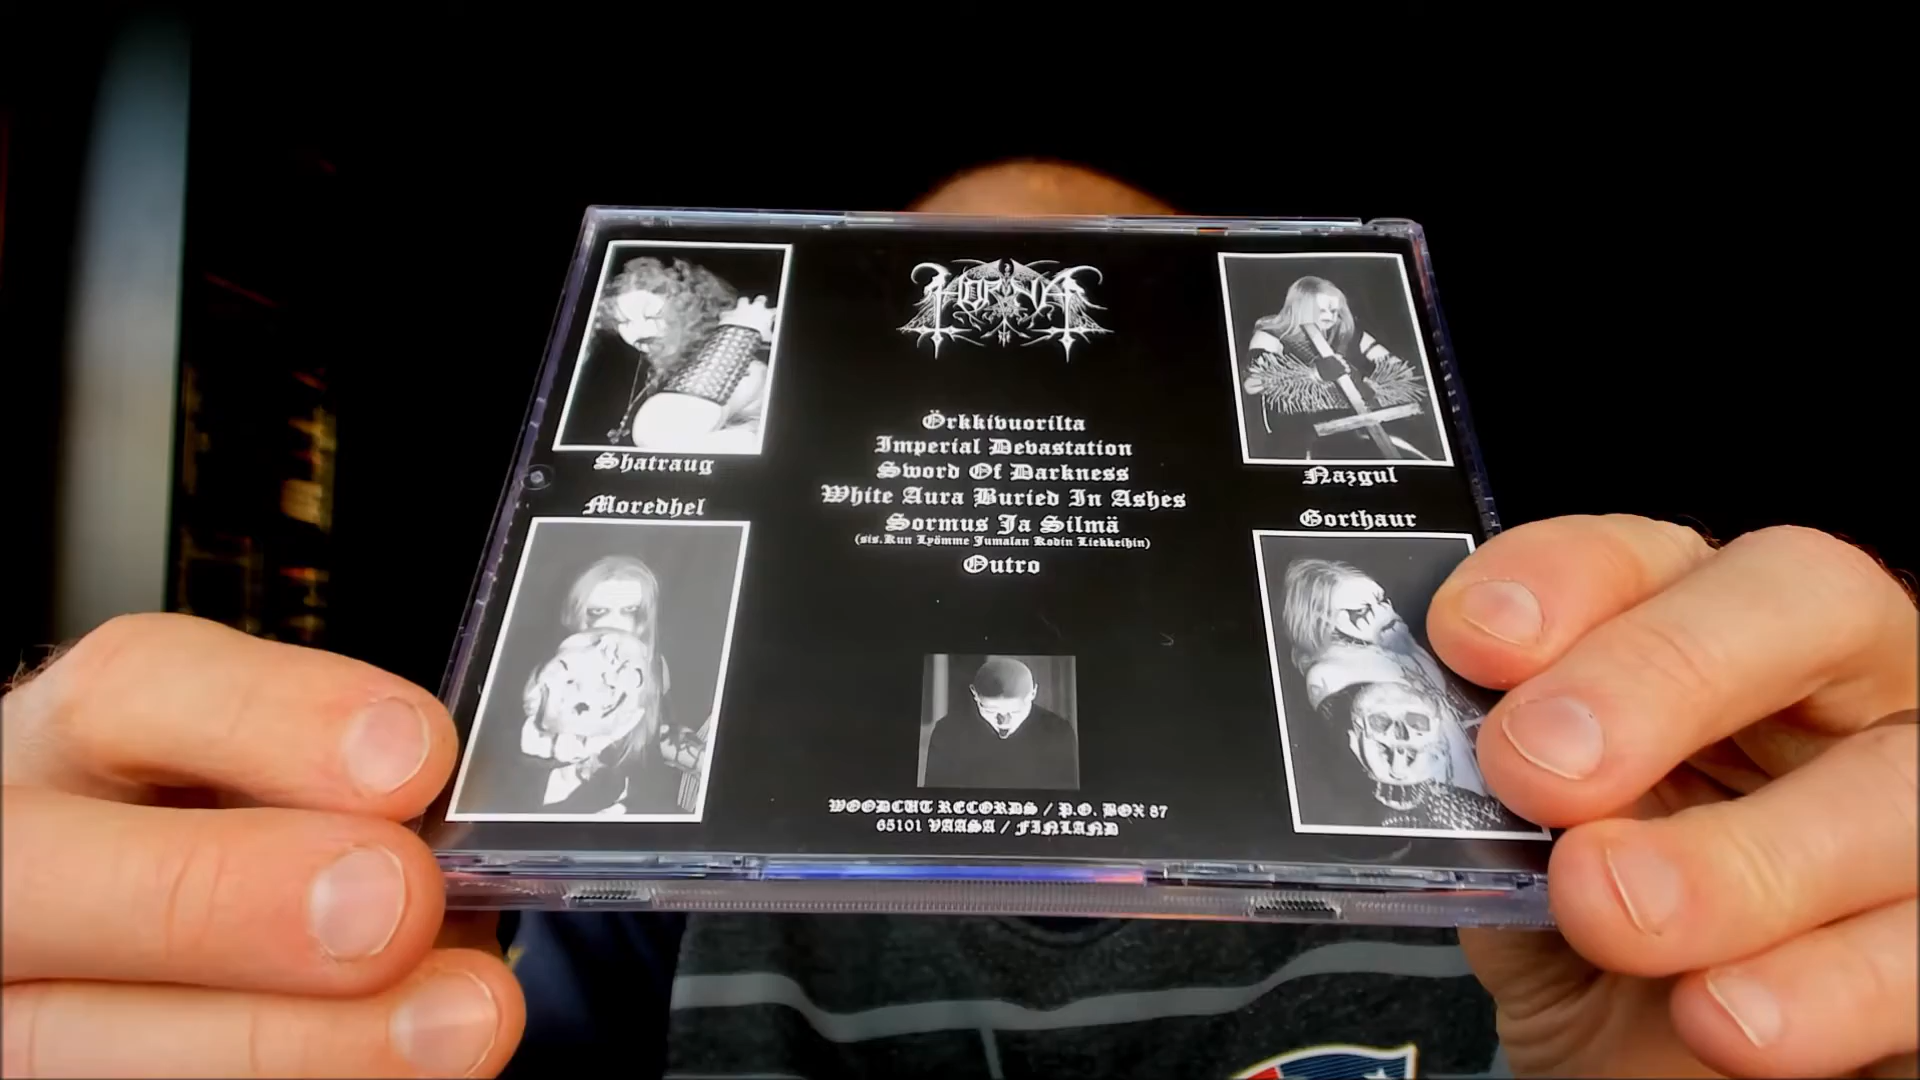 HORNA
Shatraug
Nazgul
Moredhel
Gorthaur
Örkkivuorilta
Imperial Devastation
Sword Of Darkness
White Aura Buried In Ashes
Sormus Ja Silmä
(sis.Kun Lyömme Jumalan Kodin Liekkeihin)
Outro
WOODCUT RECORDS / P.O. BOX 87
65101 VAASA / FINLAND